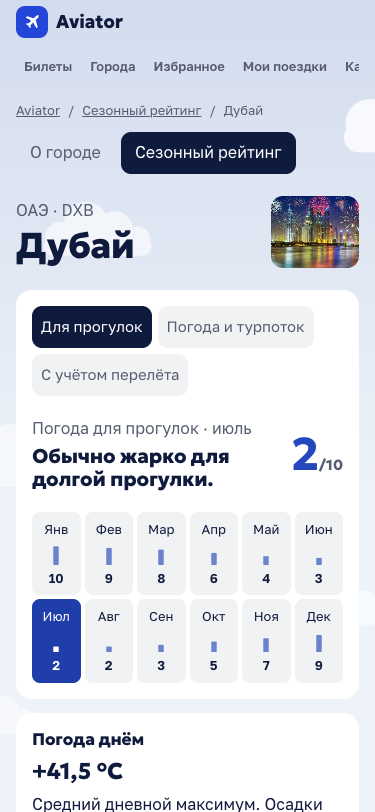 Aviator
Билеты Города Избранное Мои поездки Ка
Aviator / Сезонный рейтинг / Дубай
О городе Сезонный рейтинг
ОАЭ · DXB
Дубай
Для прогулок Погода и турпоток
С учётом перелёта
Погода для прогулок · июль
Обычно жарко для
долгой прогулки.
2/10
Янв Фев Мар Апр Май Июн
10 9 8 6 4 3
Июл Авг Сен Окт Ноя Дек
2 2 3 5 7 9
Погода днём
+41,5 °C
Средний дневной максимум. Осадки